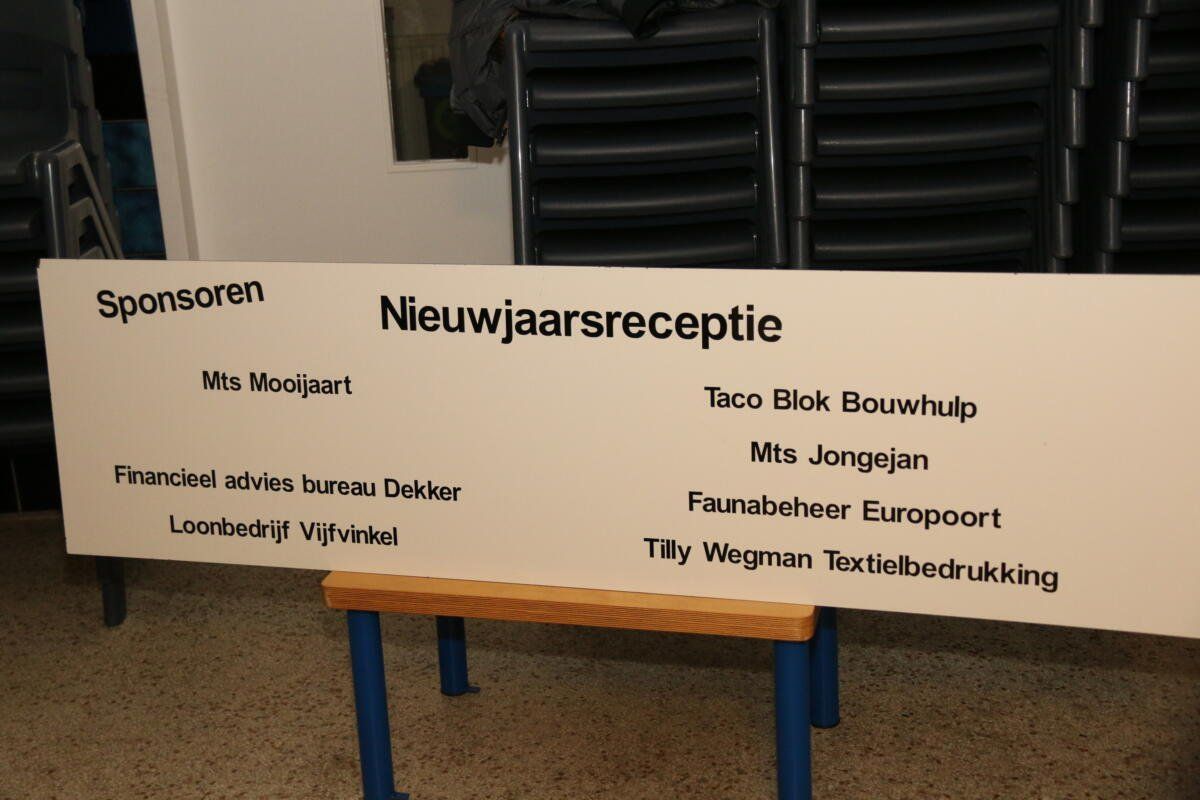 Sponsoren
Nieuwjaarsreceptie
Mts Mooijaart
Financieel advies bureau Dekker
Loonbedrijf Vijfvinkel
Taco Blok Bouwhulp
Mts Jongejan
Faunabeheer Europoort
Tilly Wegman Textielbedrukking